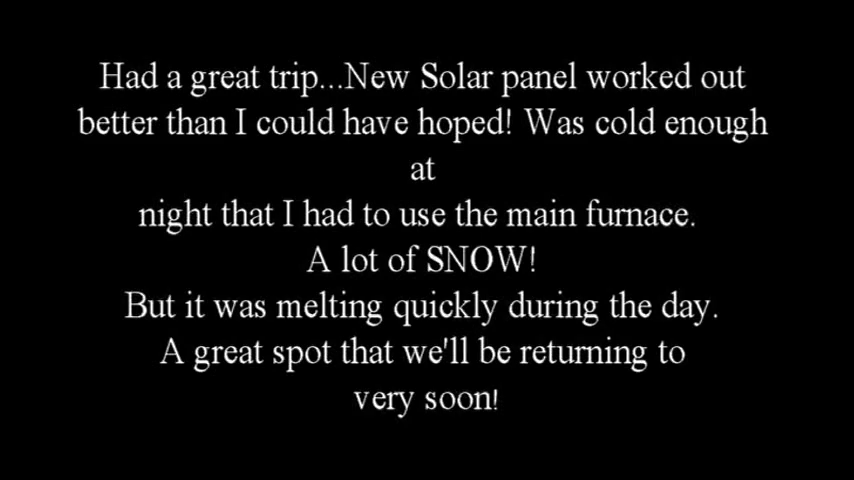 Had a great trip...New Solar panel worked out
better than I could have hoped! Was cold enough
at
night that I had to use the main furnace.
A lot of SNOW!
But it was melting quickly during the day.
A great spot that we'll be returning to
very soon!